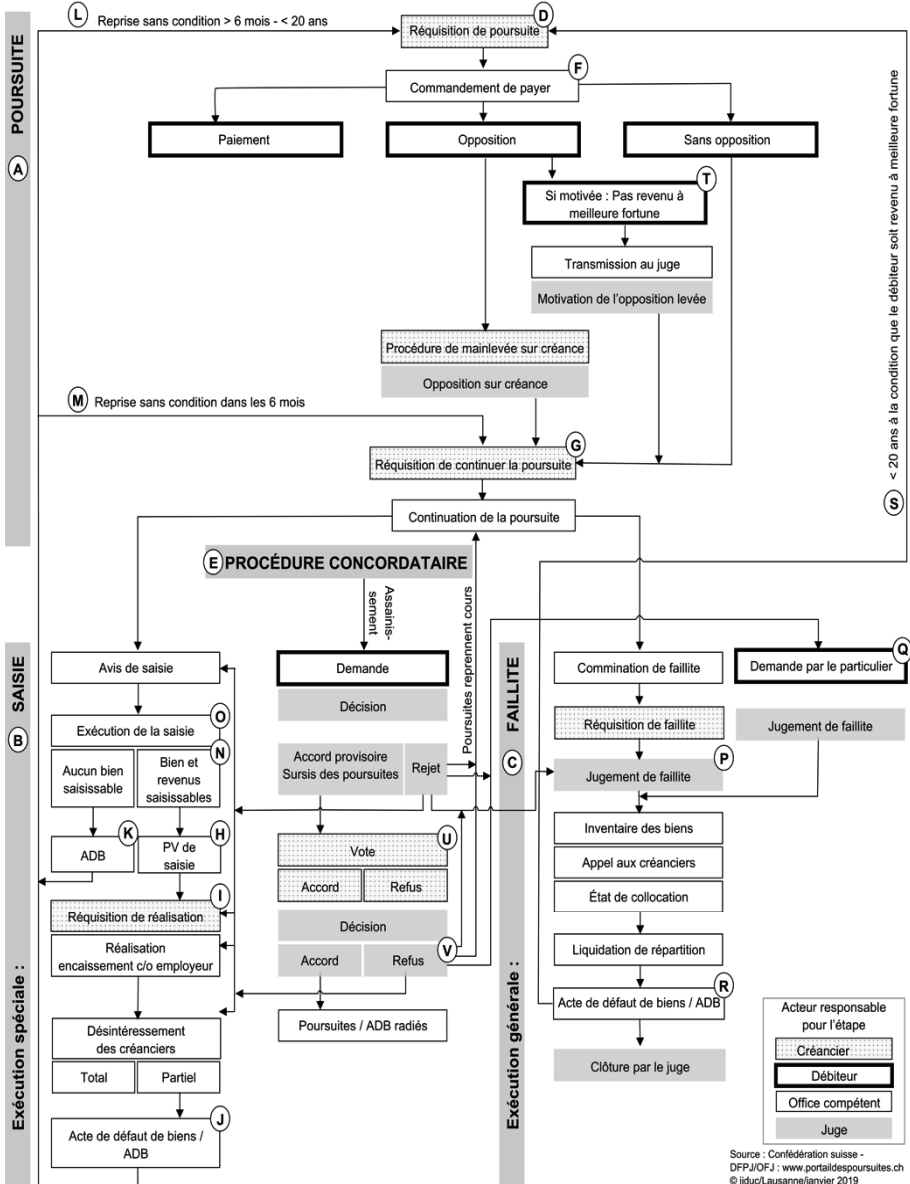 L Reprise sans condition > 6 mois - < 20 ans
D
Réquisition de poursuite
F
Commandement de payer
Paiement
Opposition
Sans opposition
T
Si motivée : Pas revenu à
meilleure fortune
Transmission au juge
Motivation de l'opposition levée
Procédure de mainlevée sur créance
Opposition sur créance
M Reprise sans condition dans les 6 mois
G
Réquisition de continuer la poursuite
Continuation de la poursuite
POURSUITE
A
S < 20 ans à la condition que le débiteur soit revenu à meilleure fortune
E PROCÉDURE CONCORDATAIRE
Assainis-
sement
Poursuites reprennent cours
Exécution spéciale : B SAISIE
Avis de saisie
O
Exécution de la saisie
Aucun bien
saisissable
N
Bien et
revenus
saisissables
K
ADB
H
PV de
saisie
I
Réquisition de réalisation
Réalisation
encaissement c/o employeur
Désintéressement
des créanciers
Total
Partiel
J
Acte de défaut de biens /
ADB
Demande
Décision
Accord provisoire
Sursis des poursuites
Rejet
U
Vote
Accord
Refus
Décision
V
Accord
Refus
Poursuites / ADB radiés
Exécution générale : C FAILLITE
Commination de faillite
Réquisition de faillite
P
Jugement de faillite
Q
Demande par le particulier
Jugement de faillite
Inventaire des biens
Appel aux créanciers
État de collocation
Liquidation de répartition
R
Acte de défaut de biens / ADB
Clôture par le juge
Acteur responsable
pour l'étape
Créancier
Débiteur
Office compétent
Juge
Source : Confédération suisse -
DFPJ/OFJ : www.portaildespoursuites.ch
© iiduc/Lausanne/janvier 2019